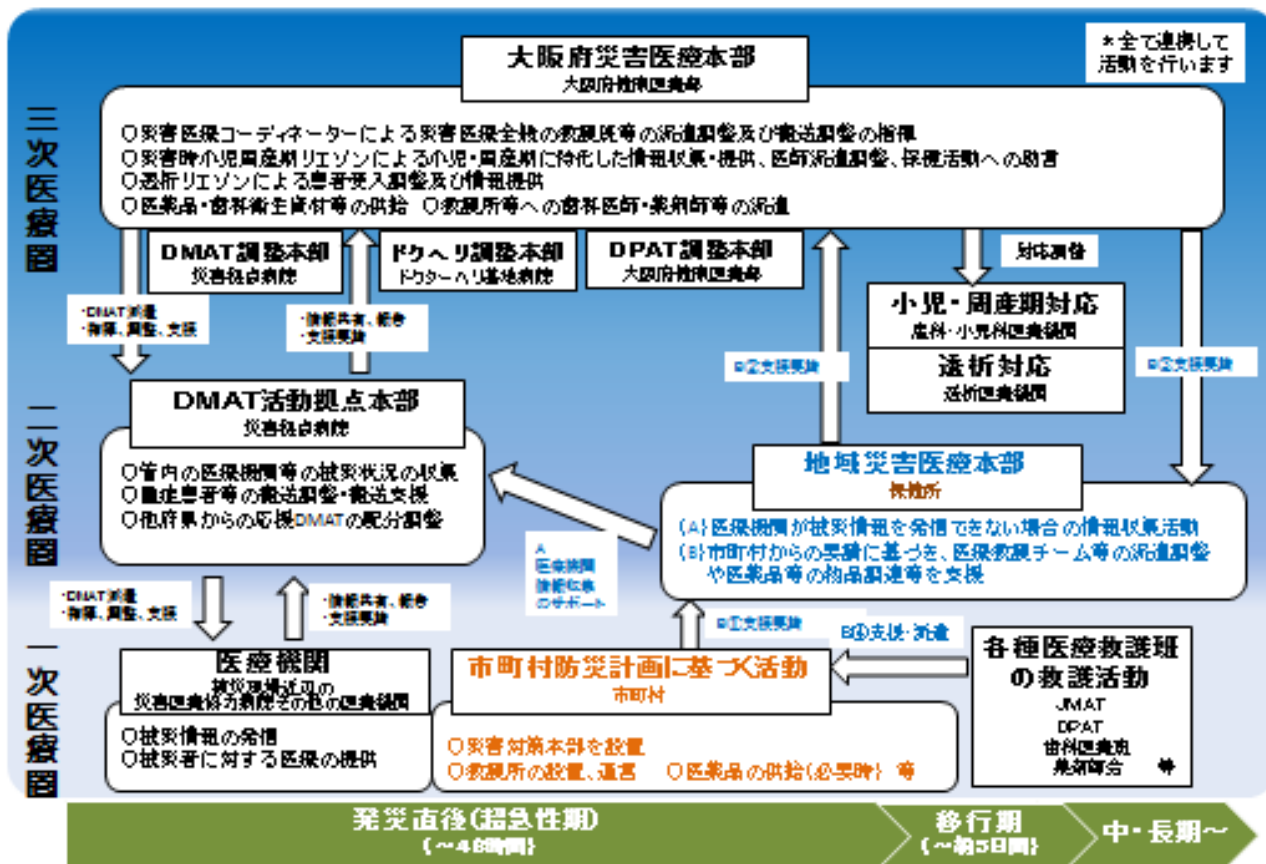 大阪府災害医療本部
大阪府健康医療部
＊全て連携して
活動を行います
三次医療圏
○災害医療コーディネーターによる災害医療全般の救護班等の派遣調整及び搬送調整の指揮
○災害時小児周産期リエゾンによる小児・周産期に特化した情報収集・提供、医師派遣調整、保健活動への助言
○透析リエゾンによる患者受入調整及び情報提供
○医薬品・歯科衛生資材等の供給 ○救護所等への歯科医師・薬剤師等の派遣
DMAT調整本部
災害拠点病院
ドクヘリ調整本部
ドクターヘリ基地病院
DPAT調整本部
大阪府健康医療部
対応調整
・DMAT派遣
・指揮、調整、支援
・情報共有、報告
・支援要請
小児・周産期対応
産科・小児科医療機関
透析対応
透析医療機関
B②支援要請
支援要請
二次医療圏
DMAT活動拠点本部
災害拠点病院
○管内の医療機関等の被災状況の収集
○重症患者等の搬送調整・搬送支援
○他府県からの応援DMATの配分調整
地域災害医療本部
保健所
(A)医療機関が被災情報を発信できない場合の情報収集活動
(B)市町村からの要請に基づき、医療救護チーム等の派遣調整
や医薬品等の物品調達等を支援
A
医療機関
情報収集
のサポート
・DMAT派遣
・指揮、調整、支援
・情報共有、報告
・支援要請
B①支援要請
B④支援・派遣
一次医療圏
医療機関
被災現場近辺の
災害医療協力病院その他の医療機関
○被災情報の発信
○被災者に対する医療の提供
市町村防災計画に基づく活動
市町村
○災害対策本部を設置
○救護所の設置、運営 ○医薬品の供給(必要時) 等
各種医療救護班
の救護活動
JMAT
DPAT
歯科医療班
薬剤師会 等
発災直後(超急性期)
(～48時間)
移行期
(～約5日間)
中・長期～